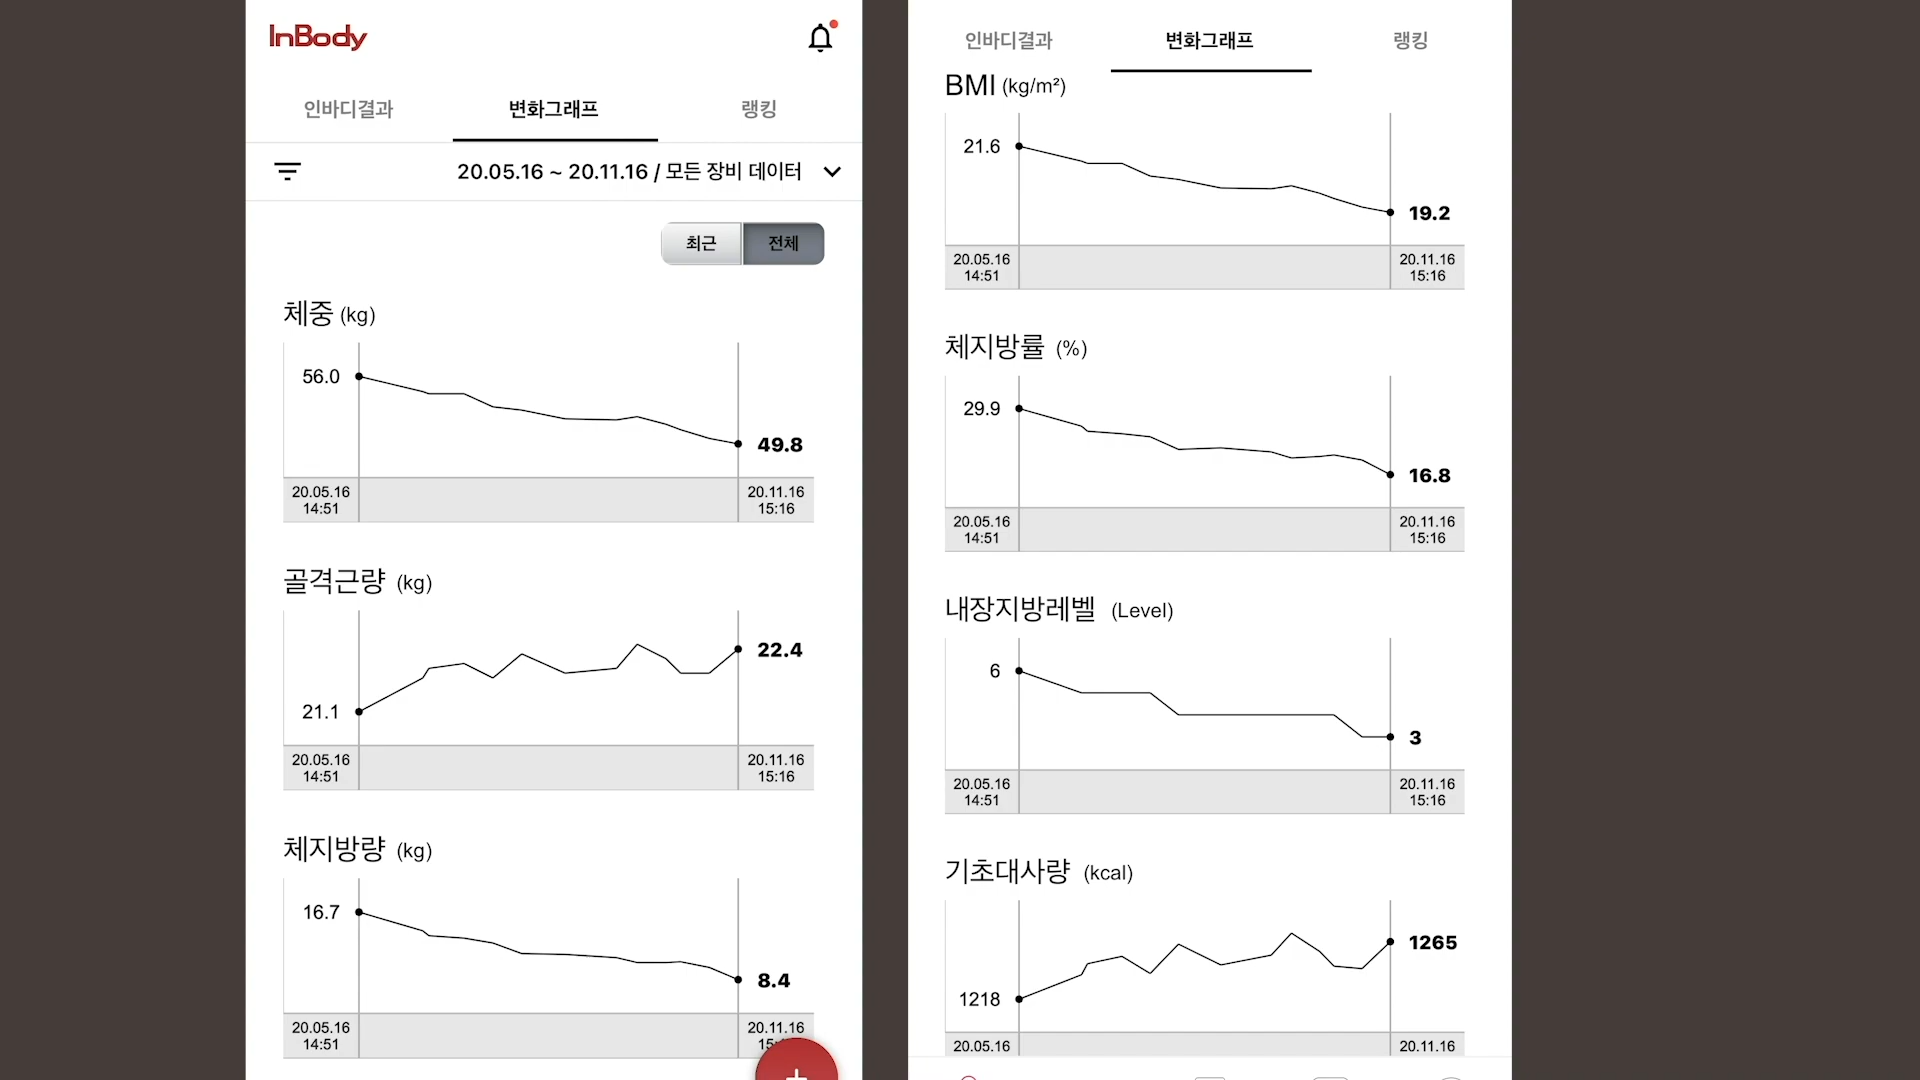 InBody
인바디결과 변화그래프 랭킹
20.05.16 ~ 20.11.16 / 모든 장비 데이터
최근 전체
체중 (kg)
56.0
49.8
20.05.16 20.11.16
14:51 15:16
골격근량 (kg)
22.4
21.1
20.05.16 20.11.16
14:51 15:16
체지방량 (kg)
16.7
8.4
20.05.16 20.11.16
14:51
인바디결과 변화그래프 랭킹
BMI (kg/m²)
21.6
19.2
20.05.16 20.11.16
14:51 15:16
체지방률 (%)
29.9
16.8
20.05.16 20.11.16
14:51 15:16
내장지방레벨 (Level)
6
3
20.05.16 20.11.16
14:51 15:16
기초대사량 (kcal)
1265
1218
20.05.16 20.11.16